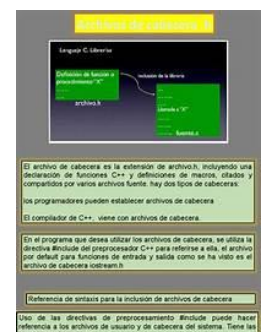 Archivos de cabecera .h
Lenguaje C. Librerías
Definición de función o
procedimiento "X"
archivo.h
inclusión de la librería
Llamada a "X"
fuente.c
El archivo de cabecera es la extensión de archivo.h, incluyendo una
declaración de funciones C++ y definiciones de macros, citados y
compartidos por varios archivos fuente. hay dos tipos de cabeceras:
los programadores pueden establecer archivos de cabecera
El compilador de C++, viene con archivos de cabecera.
En el programa que desea utilizar los archivos de cabecera, se utiliza la
directiva #include del preprocesador C++ para referirse a ella, el archivo
por default para funciones de entrada y salida como se ha visto es el
archivo de cabecera iostream.h
Referencia de sintaxis para la inclusión de archivos de cabecera
Uso de las directivas de preprocesamiento #include puede hacer
referencia a los archivos de usuario y de cabecera del sistema. Tiene las